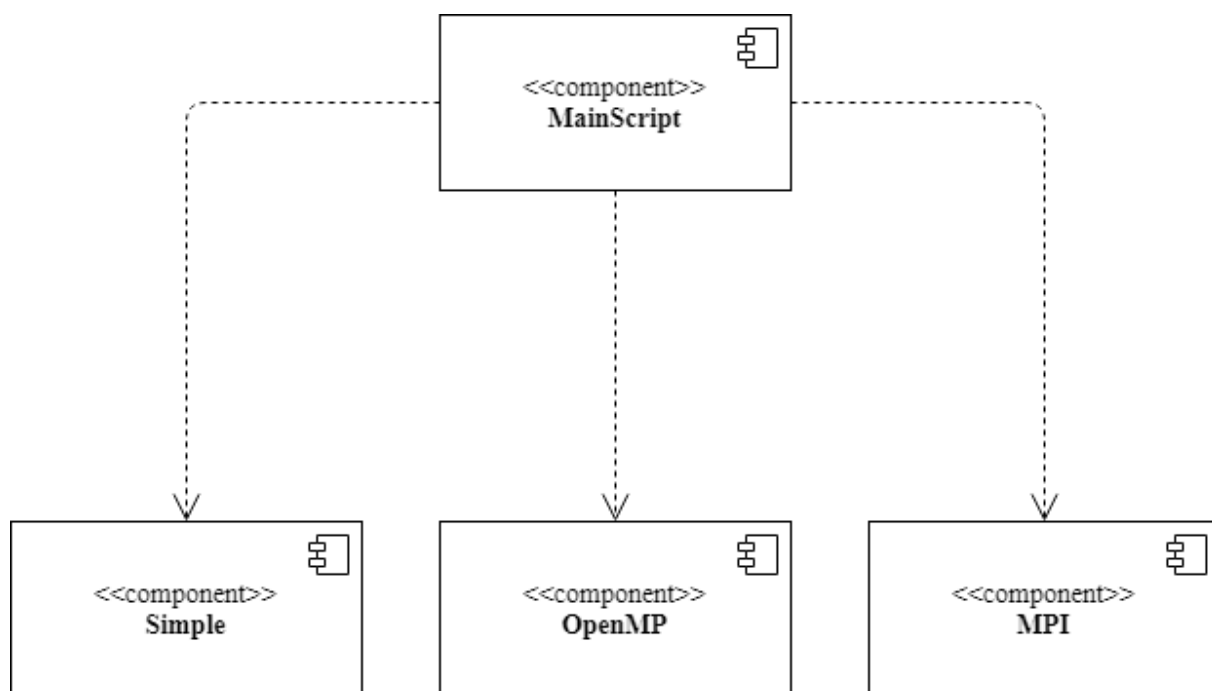 <<component>>
MainScript
<<component>>
Simple
<<component>>
OpenMP
<<component>>
MPI